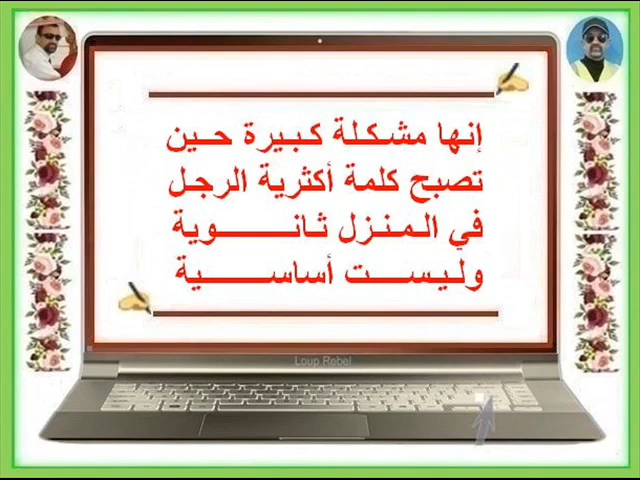 إنها مشكلة كبيرة حين
تصبح كلمة أكثرية الرجل
في المنزل ثانوية
وليست أساسية
Loup Rebel